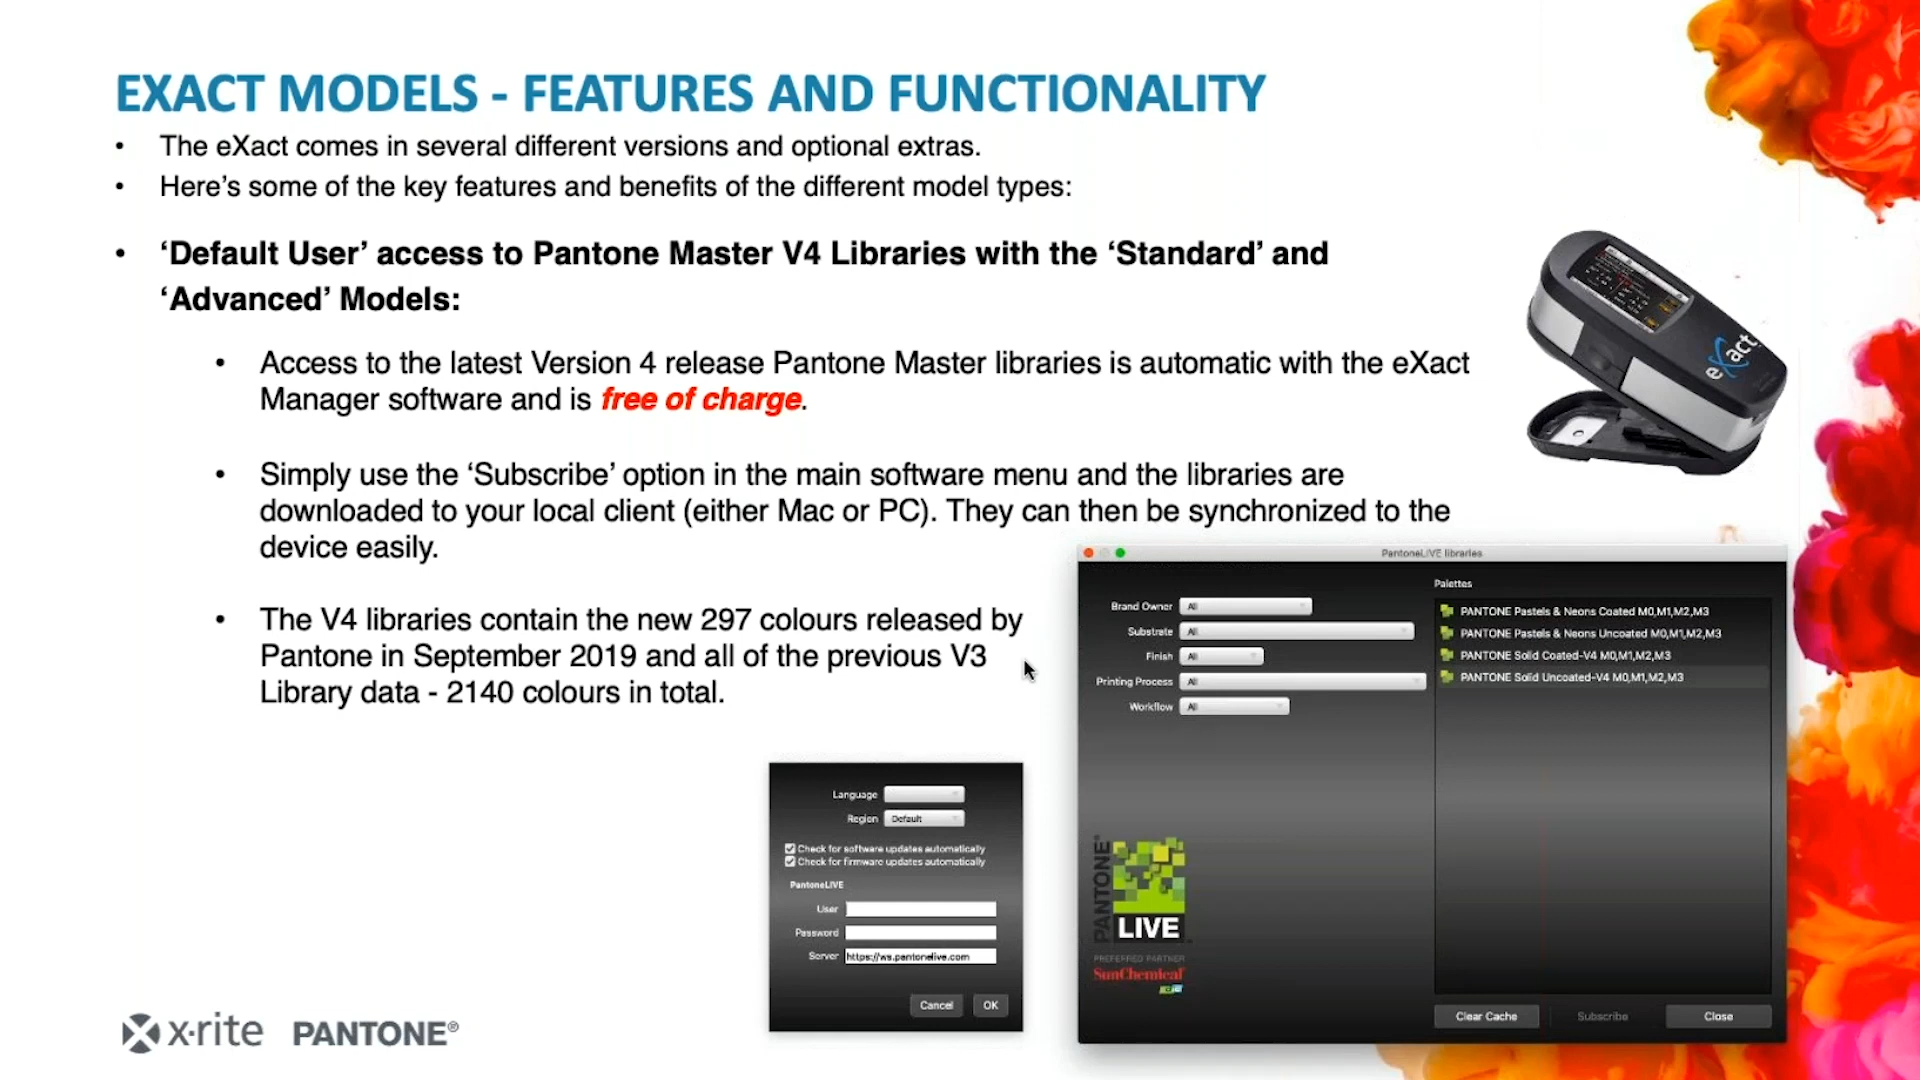 EXACT MODELS - FEATURES AND FUNCTIONALITY
• The eXact comes in several different versions and optional extras.
• Here’s some of the key features and benefits of the different model types:
• ‘Default User’ access to Pantone Master V4 Libraries with the ‘Standard’ and
‘Advanced’ Models:
• Access to the latest Version 4 release Pantone Master libraries is automatic with the eXact
Manager software and is free of charge.
• Simply use the ‘Subscribe’ option in the main software menu and the libraries are
downloaded to your local client (either Mac or PC). They can then be synchronized to the
device easily.
• The V4 libraries contain the new 297 colours released by
Pantone in September 2019 and all of the previous V3
Library data - 2140 colours in total.
eXact
Language
Region Default
Check for software updates automatically
Check for firmware updates automatically
PantoneLIVE
User
Password
Server https://ws.pantonelive.com
Cancel OK
PantoneLIVE libraries
Brand Owner All
Substrate All
Finish All
Printing Process All
Workflow All
Palettes
PANTONE Pastels & Neons Coated M0,M1,M2,M3
PANTONE Pastels & Neons Uncoated M0,M1,M2,M3
PANTONE Solid Coated-V4 M0,M1,M2,M3
PANTONE Solid Uncoated-V4 M0,M1,M2,M3
PANTONE®
LIVE
PREFERRED PARTNER
SunChemical
Clear Cache Subscribe Close
x·rite PANTONE®